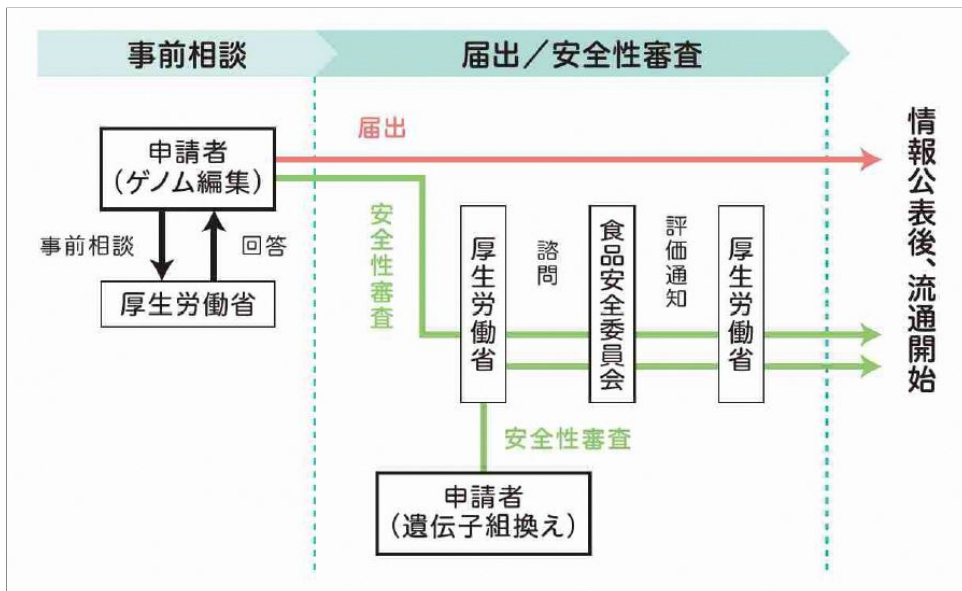 事前相談
届出／安全性審査
届出
申請者
（ゲノム編集）
事前相談
回答
厚生労働省
安全性審査
厚生労働省
諮問
食品安全委員会
評価通知
厚生労働省
安全性審査
申請者
（遺伝子組換え）
情報公表後、流通開始